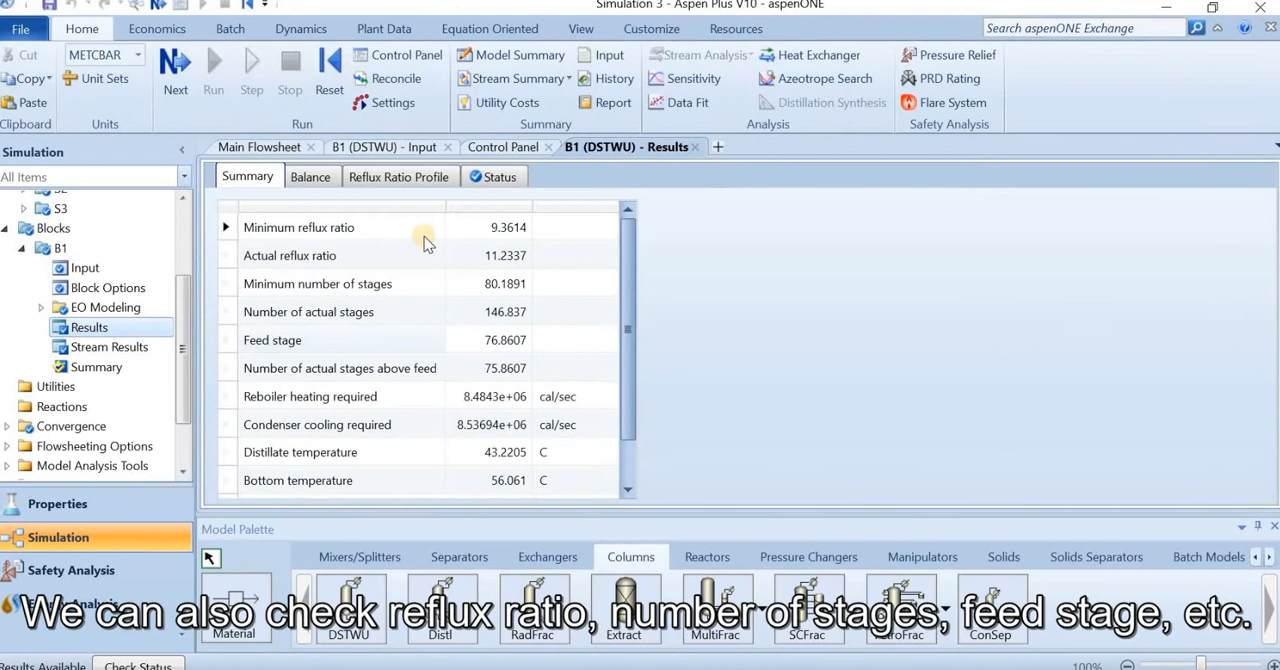 Simulation 3 - Aspen Plus V10 - aspenONE
File Home Economics Batch Dynamics Plant Data Equation Oriented View Customize Resources Search aspenONE Exchange
Cut METCBAR Control Panel Model Summary Input Stream Analysis Heat Exchanger Pressure Relief
Copy Unit Sets Next Run Step Stop Reset Reconcile Stream Summary History Sensitivity Azeotrope Search PRD Rating
Paste Settings Utility Costs Report Data Fit Distillation Synthesis Flare System
Clipboard Units Run Summary Analysis Safety Analysis
Simulation
Main Flowsheet B1 (DSTWU) - Input Control Panel B1 (DSTWU) - Results
All Items
Summary Balance Reflux Ratio Profile Status
S3
Blocks
B1
Input
Block Options
EO Modeling
Results
Stream Results
Summary
Utilities
Reactions
Convergence
Flowsheeting Options
Model Analysis Tools
Minimum reflux ratio 9.3614
Actual reflux ratio 11.2337
Minimum number of stages 80.1891
Number of actual stages 146.837
Feed stage 76.8607
Number of actual stages above feed 75.8607
Reboiler heating required 8.4843e+06 cal/sec
Condenser cooling required 8.53694e+06 cal/sec
Distillate temperature 43.2205 C
Bottom temperature 56.061 C
Properties
Simulation
Safety Analysis
Model Palette
Mixers/Splitters Separators Exchangers Columns Reactors Pressure Changers Manipulators Solids Solids Separators Batch Models
Material DSTWU Distl RadFrac Extract MultiFrac SCFrac ConSep
We can also check reflux ratio, number of stages, feed stage, etc.
Results Available Check Status 100%